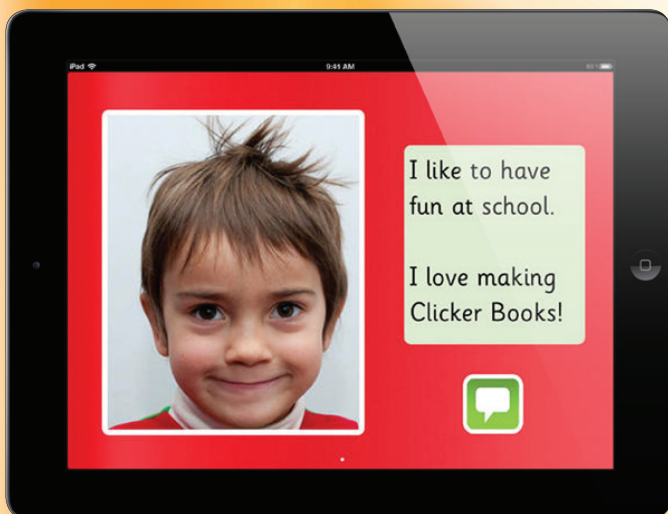 iPad
9:41 AM
I like to have
fun at school.
I love making
Clicker Books!